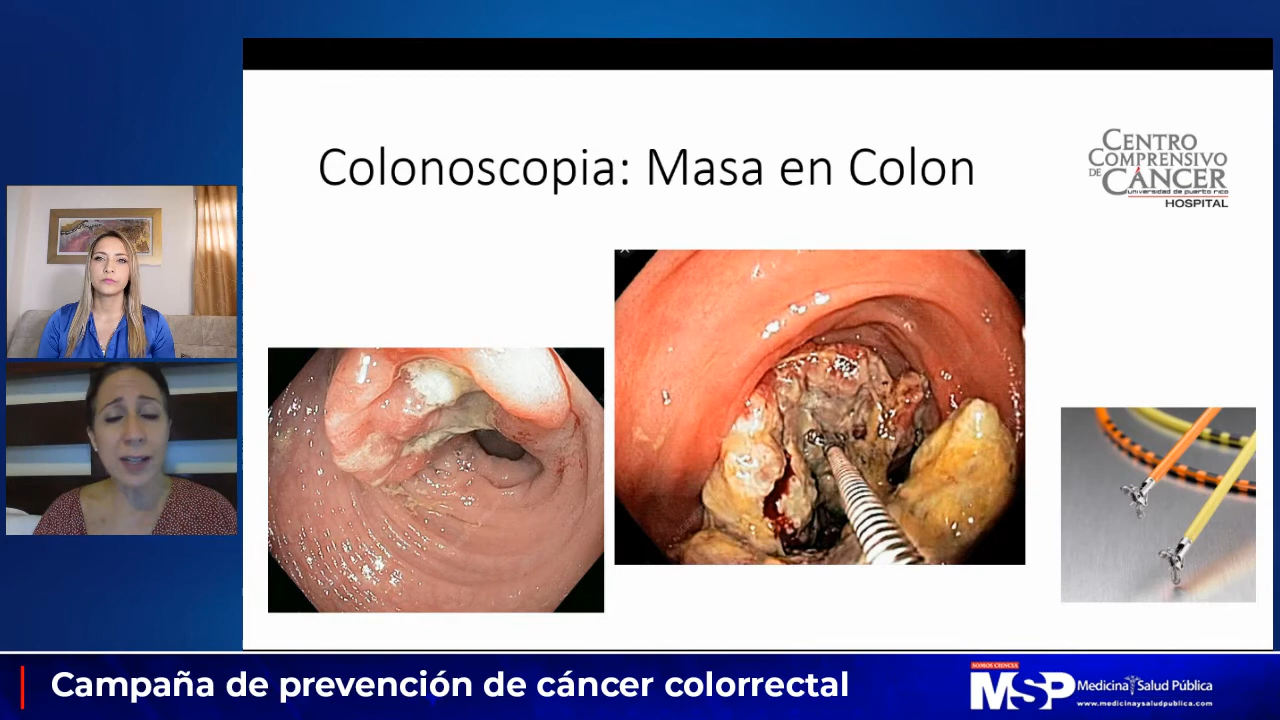 Colonoscopia: Masa en Colon
CENTRO
COMPRENSIVO
DE CÁNCER
universidad de puerto rico
HOSPITAL
Campaña de prevención de cáncer colorrectal
SOMOS CIENCIA
MSP Medicina Salud Pública
www.medicinaysaludpublica.com